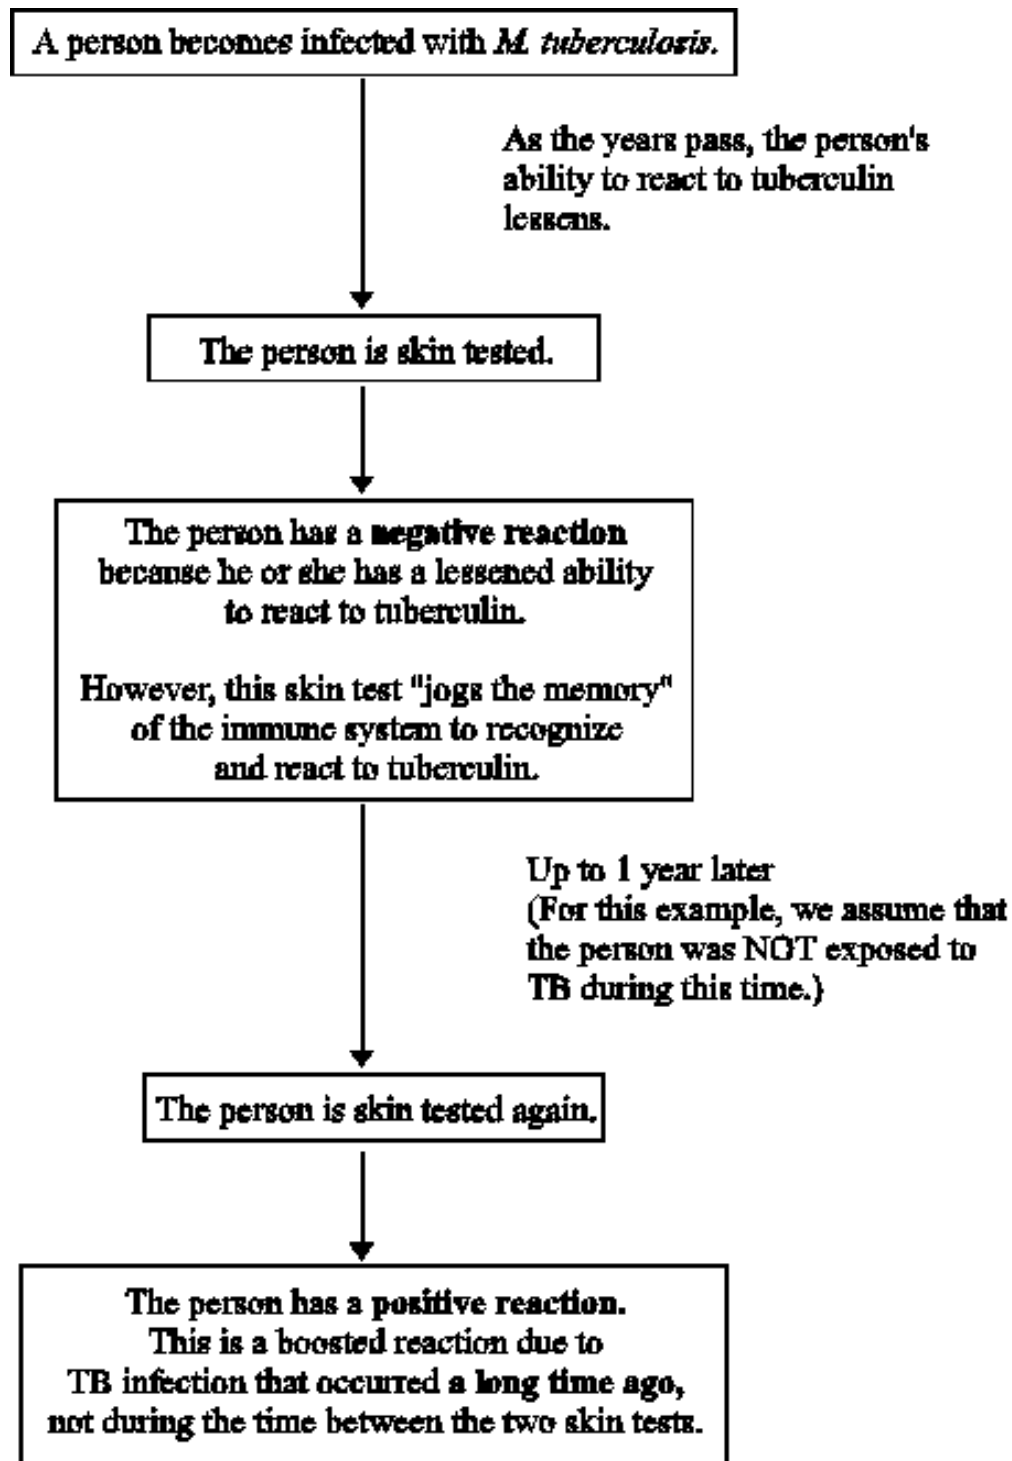 A person becomes infected with M. tuberculosis.
As the years pass, the person's
ability to react to tuberculin
lessens.
The person is skin tested.
The person has a negative reaction
because he or she has a lessened ability
to react to tuberculin.
However, this skin test "jogs the memory"
of the immune system to recognize
and react to tuberculin.
Up to 1 year later
(For this example, we assume that
the person was NOT exposed to
TB during this time.)
The person is skin tested again.
The person has a positive reaction.
This is a boosted reaction due to
TB infection that occurred a long time ago,
not during the time between the two skin tests.